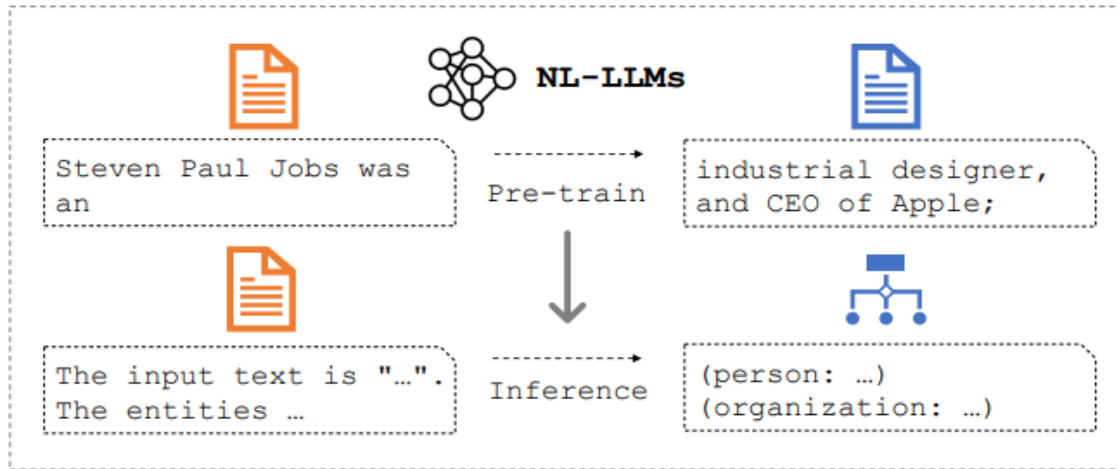 NL-LLMs
Steven Paul Jobs was
an
Pre-train
industrial designer,
and CEO of Apple;
The input text is "…".
The entities …
Inference
(person: …)
(organization: …)